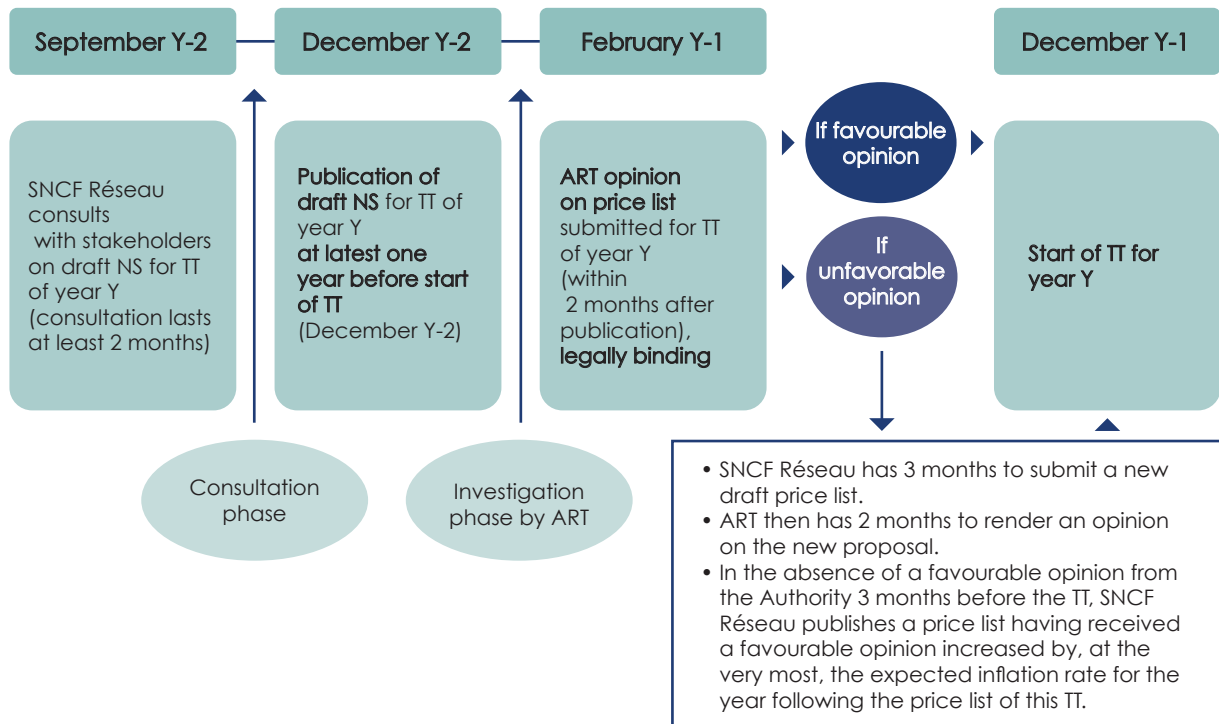 September Y-2
December Y-2
February Y-1
December Y-1
SNCF Réseau
consults
with stakeholders
on draft NS for TT
of year Y
(consultation lasts
at least 2 months)
Publication of
draft NS for TT of
year Y
at latest one
year before start
of TT
(December Y-2)
ART opinion
on price list
submitted for TT
of year Y
(within
2 months after
publication),
legally binding
If favourable
opinion
If
unfavorable
opinion
Start of TT for
year Y
Consultation
phase
Investigation
phase by ART
• SNCF Réseau has 3 months to submit a new
draft price list.
• ART then has 2 months to render an opinion
on the new proposal.
• In the absence of a favourable opinion from
the Authority 3 months before the TT, SNCF
Réseau publishes a price list having received
a favourable opinion increased by, at the
very most, the expected inflation rate for the
year following the price list of this TT.